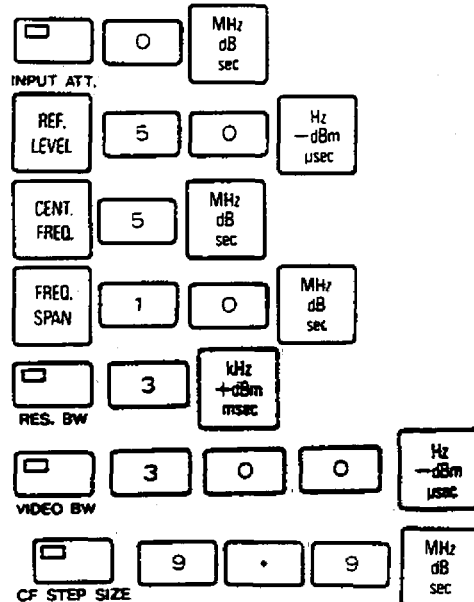 0 MHz
dB
sec
INPUT ATT.
REF.
LEVEL
5 0 Hz
−dBm
μsec
CENT.
FREQ.
5 MHz
dB
sec
FREQ.
SPAN
1 0 MHz
dB
sec
3 kHz
+dBm
msec
RES. BW
3 0 0 Hz
−dBm
μsec
VIDEO BW
9 · 9 MHz
dB
sec
CF STEP SIZE